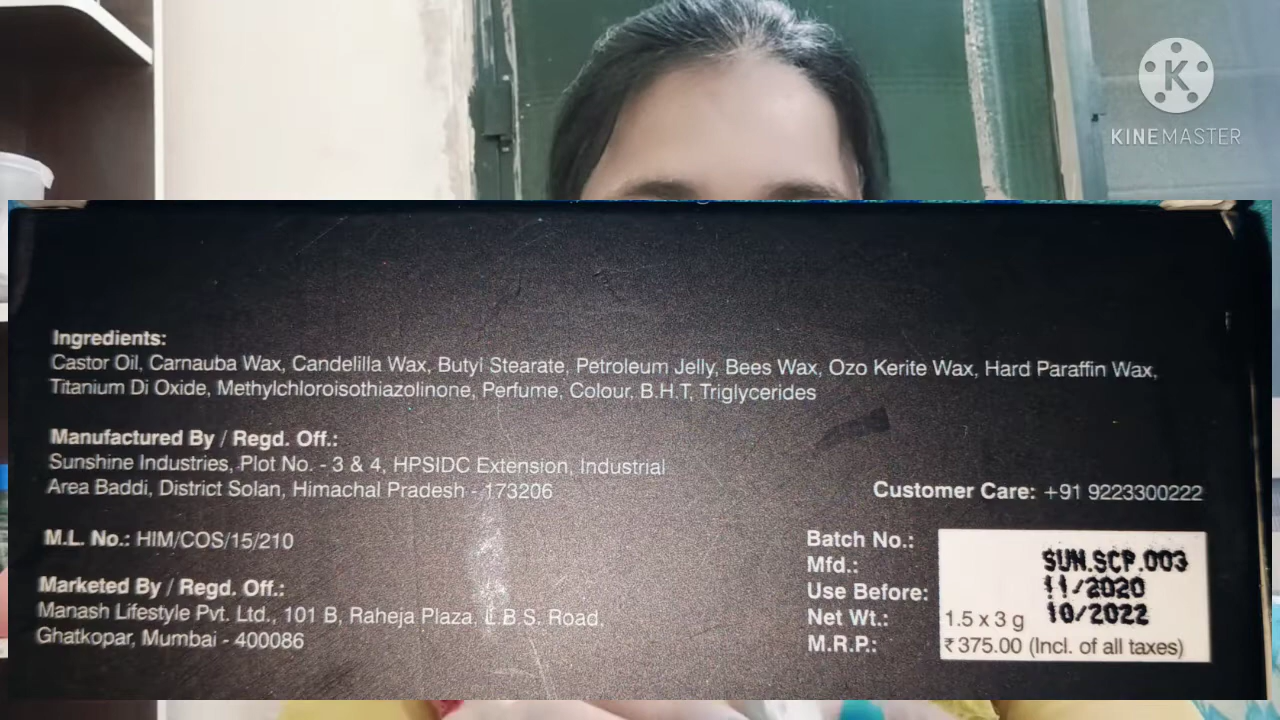 K
KINEMASTER
Ingredients:
Castor Oil, Carnauba Wax, Candelilla Wax, Butyl Stearate, Petroleum Jelly, Bees Wax, Ozo Kerite Wax, Hard Paraffin Wax,
Titanium Di Oxide, Methylchloroisothiazolinone, Perfume, Colour, B.H.T, Triglycerides
Manufactured By / Regd. Off.:
Sunshine Industries, Plot No. - 3 & 4, HPSIDC Extension, Industrial
Area Baddi, District Solan, Himachal Pradesh - 173206
Customer Care: +91 9223300222
M.L. No.: HIM/COS/15/210
Marketed By / Regd. Off.:
Manash Lifestyle Pvt. Ltd., 101 B, Raheja Plaza, L.B.S. Road,
Ghatkopar, Mumbai - 400086
Batch No.: SUN.SCP.003
Mfd.: 11/2020
Use Before: 10/2022
Net Wt.: 1.5 x 3 g
M.R.P.: ₹375.00 (Incl. of all taxes)